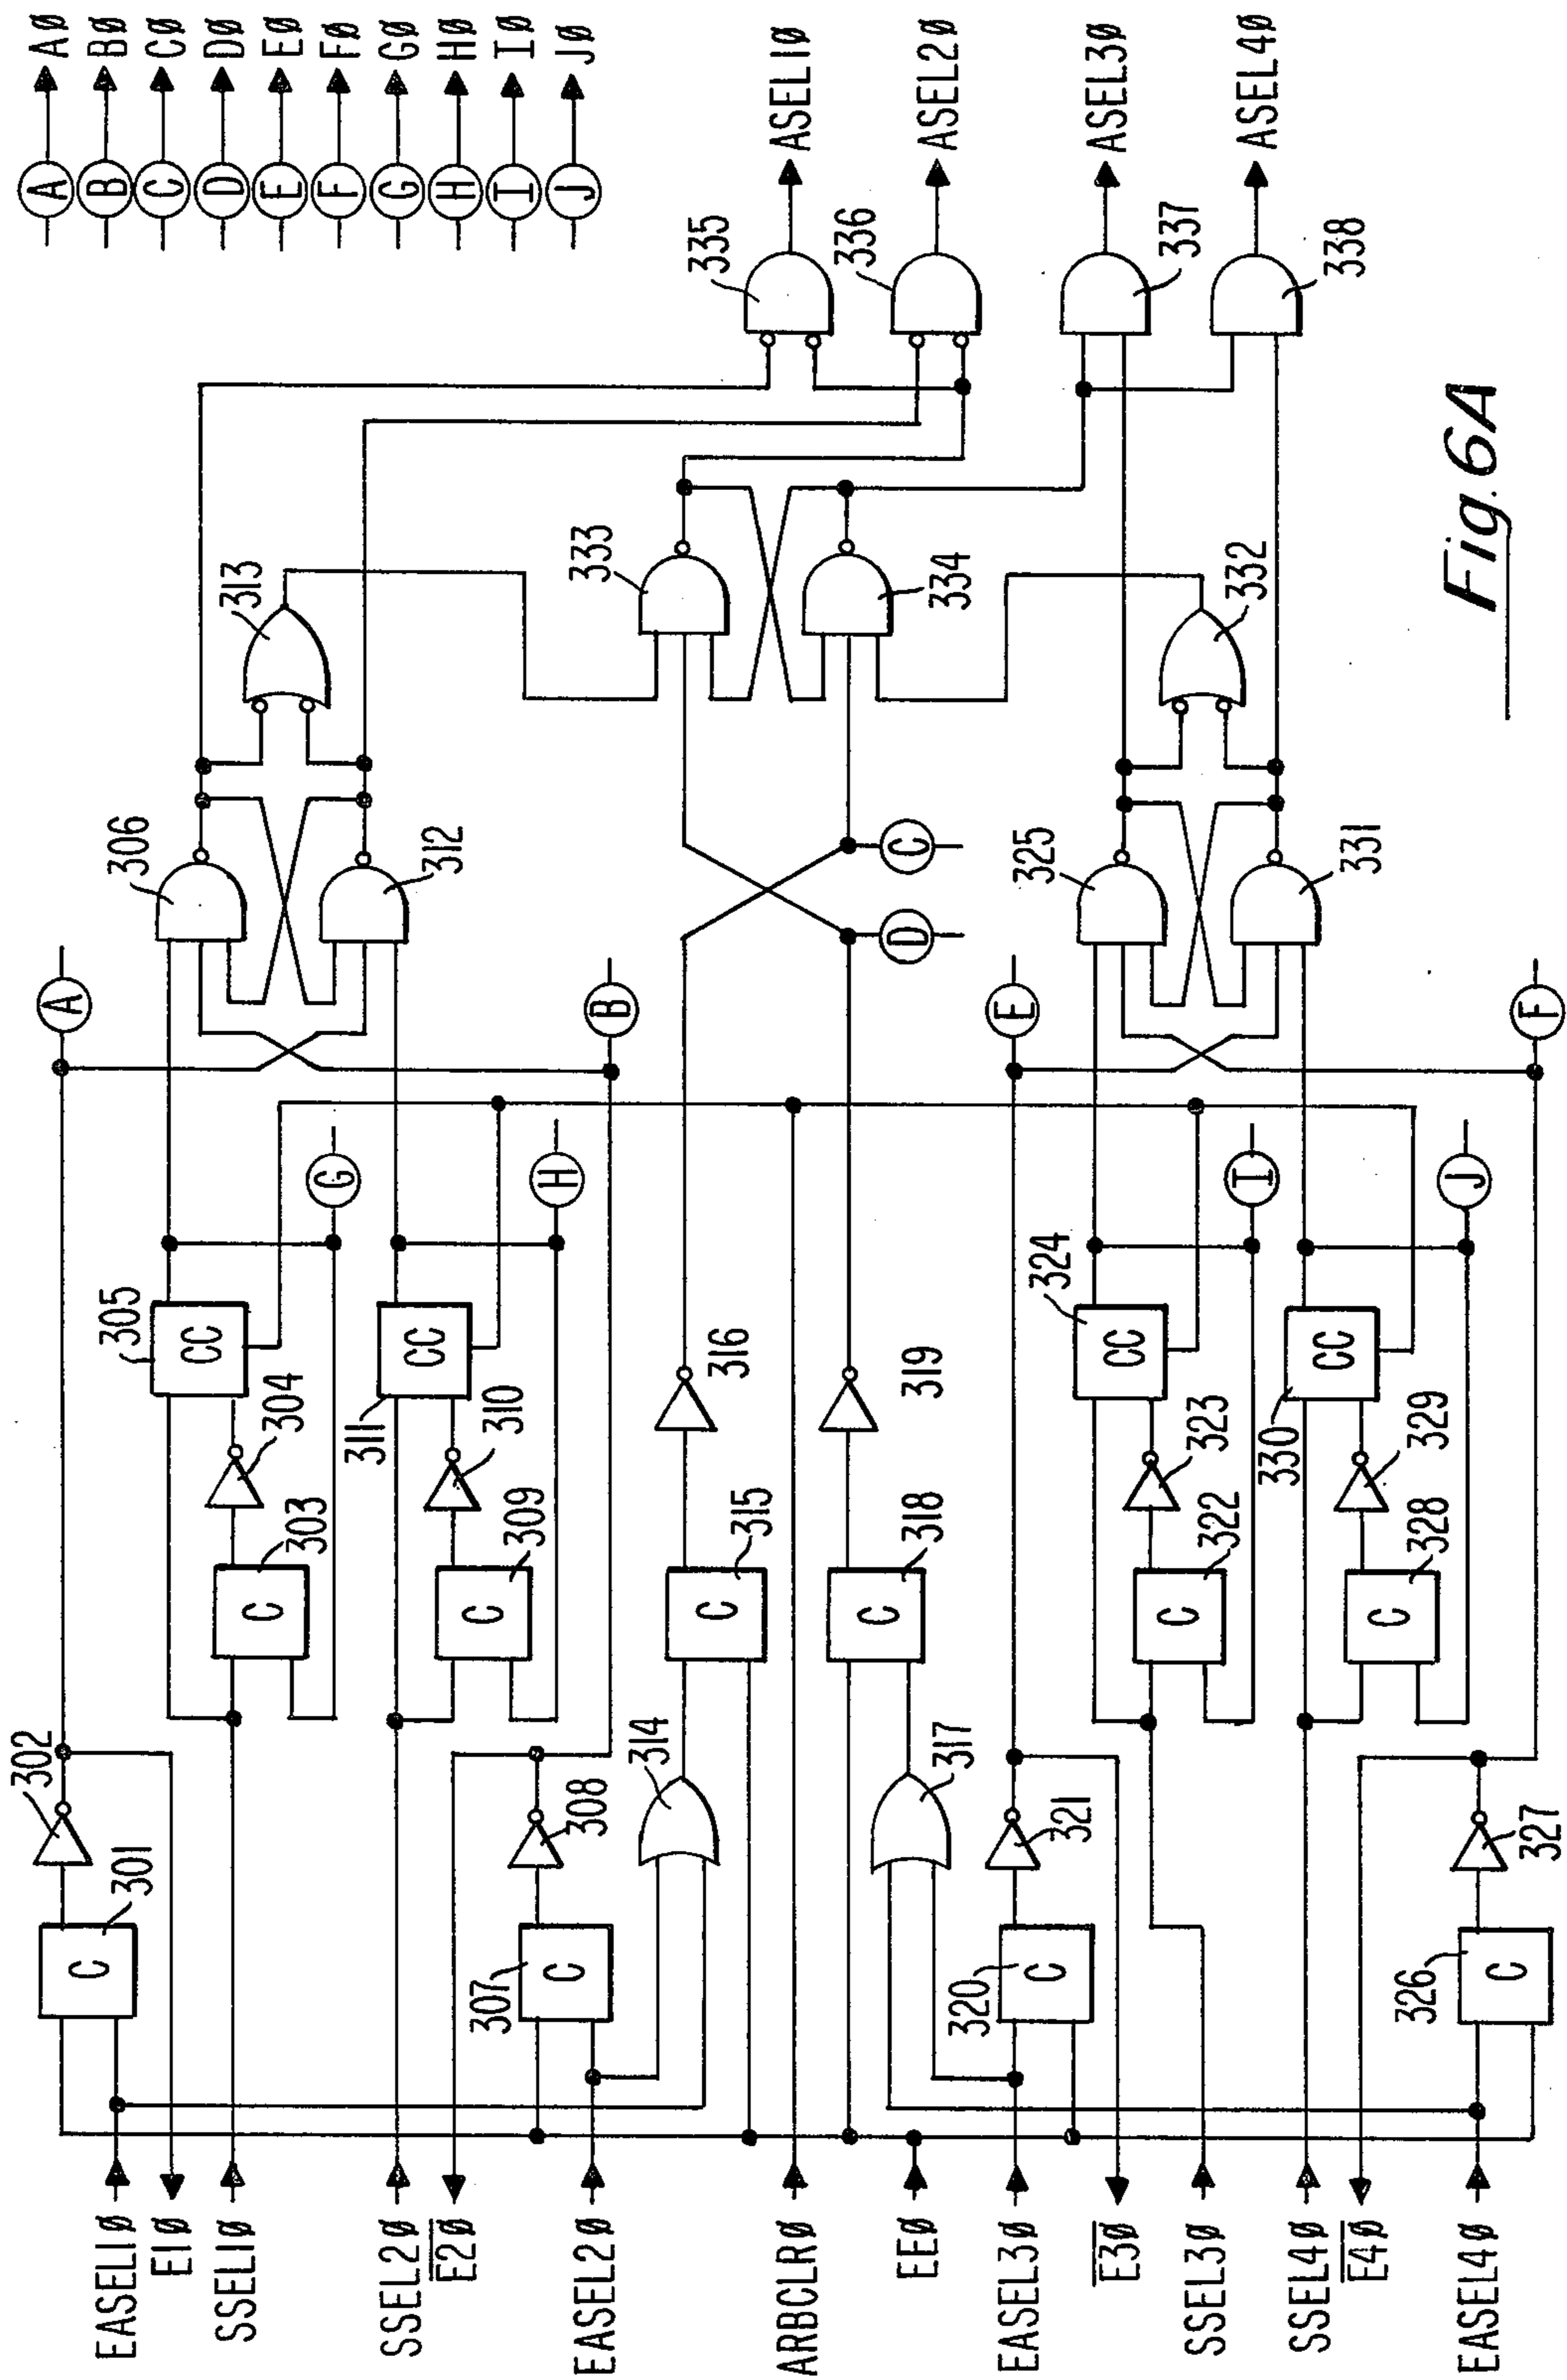 EASEL1Ø
E1Ø
SSEL1Ø
SSEL2Ø
E2Ø
EASEL2Ø
ARBCLRØ
EEØ
EASEL3Ø
E3Ø
SSEL3Ø
SSEL4Ø
E4Ø
EASEL4Ø
C
301
302
C
303
304
CC
305
306
C
307
308
C
309
310
CC
311
312
313
314
C
315
316
317
C
318
319
C
320
321
C
322
323
CC
324
325
C
326
327
C
328
329
CC
330
331
332
333
334
335
336
337
338
A
B
G
H
C
D
E
F
I
J
A AØ
B BØ
C CØ
D DØ
E EØ
F FØ
G GØ
H HØ
I IØ
J JØ
ASEL1Ø
ASEL2Ø
ASEL3Ø
ASEL4Ø
Fig. 6A